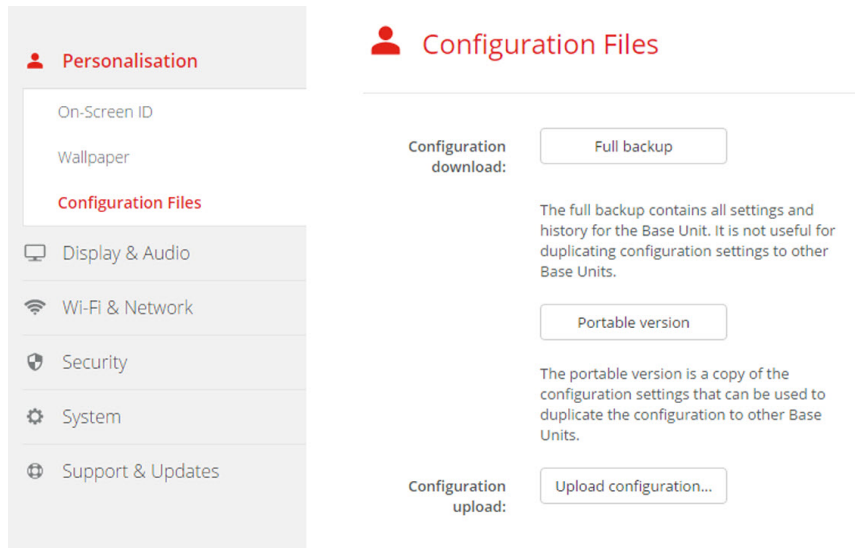 Personalisation
On-Screen ID
Wallpaper
Configuration Files
Display & Audio
Wi-Fi & Network
Security
System
Support & Updates
Configuration Files
Configuration
download:
Full backup
The full backup contains all settings and
history for the Base Unit. It is not useful for
duplicating configuration settings to other
Base Units.
Portable version
The portable version is a copy of the
configuration settings that can be used to
duplicate the configuration to other Base
Units.
Configuration
upload:
Upload configuration...